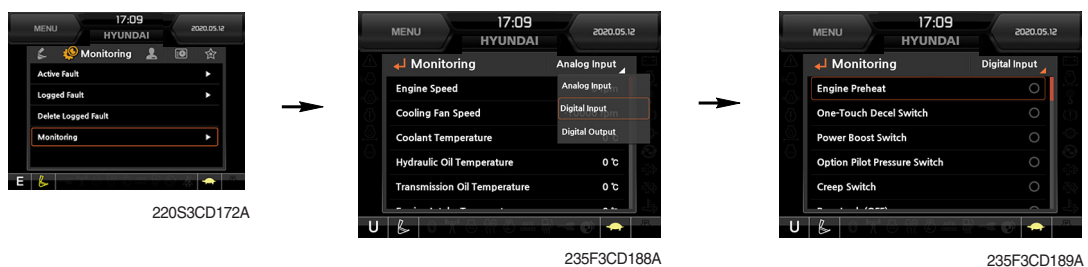 17:09
MENU
HYUNDAI
2020.05.12
Monitoring
Active Fault
Logged Fault
Delete Logged Fault
Monitoring
E
220S3CD172A
17:09
MENU
HYUNDAI
2020.05.12
Monitoring
Analog Input
Engine Speed
Analog Input
Cooling Fan Speed
Digital Input
Coolant Temperature
Digital Output
Hydraulic Oil Temperature 0 ℃
Transmission Oil Temperature 0 ℃
U
235F3CD188A
17:09
MENU
HYUNDAI
2020.05.12
Monitoring
Digital Input
Engine Preheat
One-Touch Decel Switch
Power Boost Switch
Option Pilot Pressure Switch
Creep Switch
U
235F3CD189A